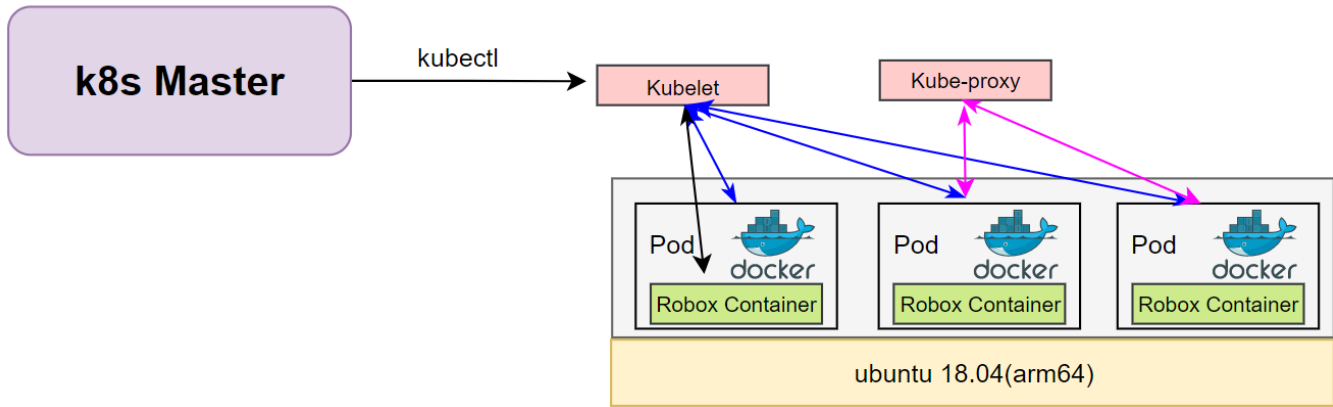 k8s Master
kubectl
Kubelet
Kube-proxy
Pod
docker
Robox Container
Pod
docker
Robox Container
Pod
docker
Robox Container
ubuntu 18.04(arm64)